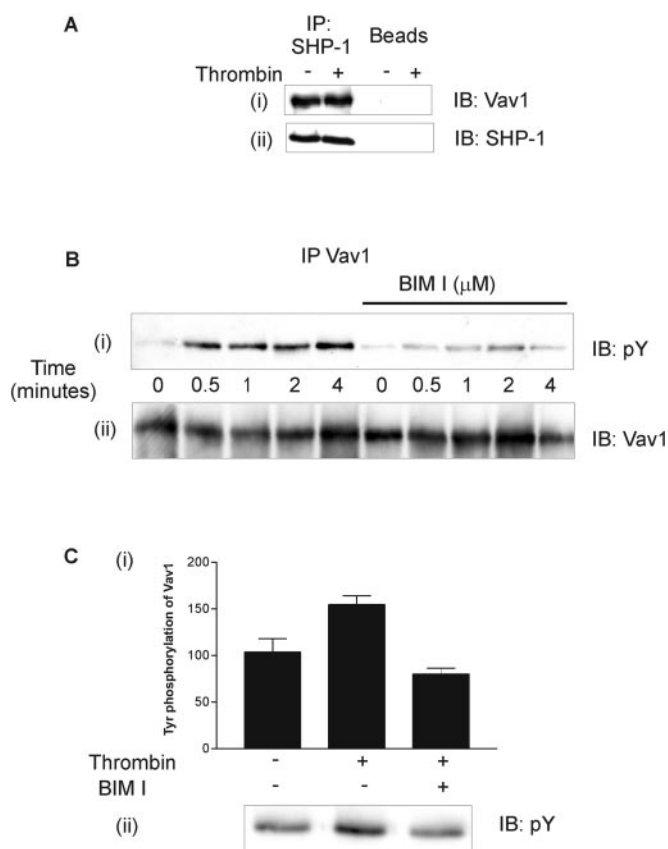 A
IP:
SHP-1 Beads
Thrombin - + - +
(i) IB: Vav1
(ii) IB: SHP-1
B IP Vav1
BIM I (μM)
(i) IB: pY
Time
(minutes)
0 0.5 1 2 4 0 0.5 1 2 4
(ii) IB: Vav1
C (i)
Tyr phosphorylation of Vav1
200
150
100
50
0
Thrombin - + +
BIM I - - +
(ii) IB: pY